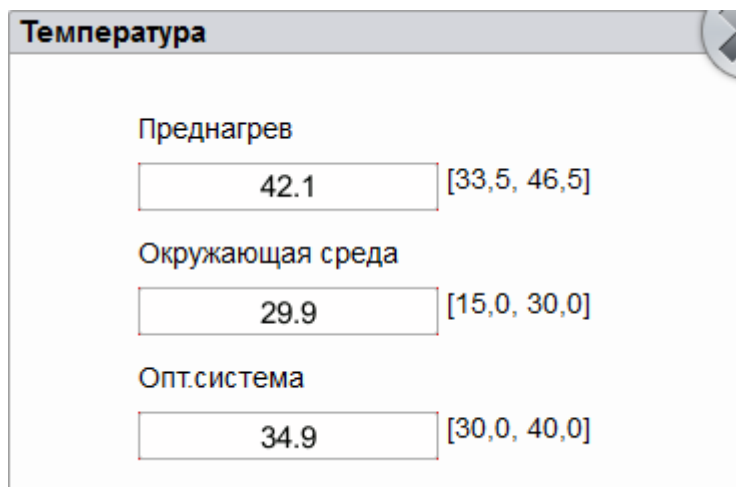 Температура
Преднагрев
42.1 [33,5, 46,5]
Окружающая среда
29.9 [15,0, 30,0]
Опт.система
34.9 [30,0, 40,0]